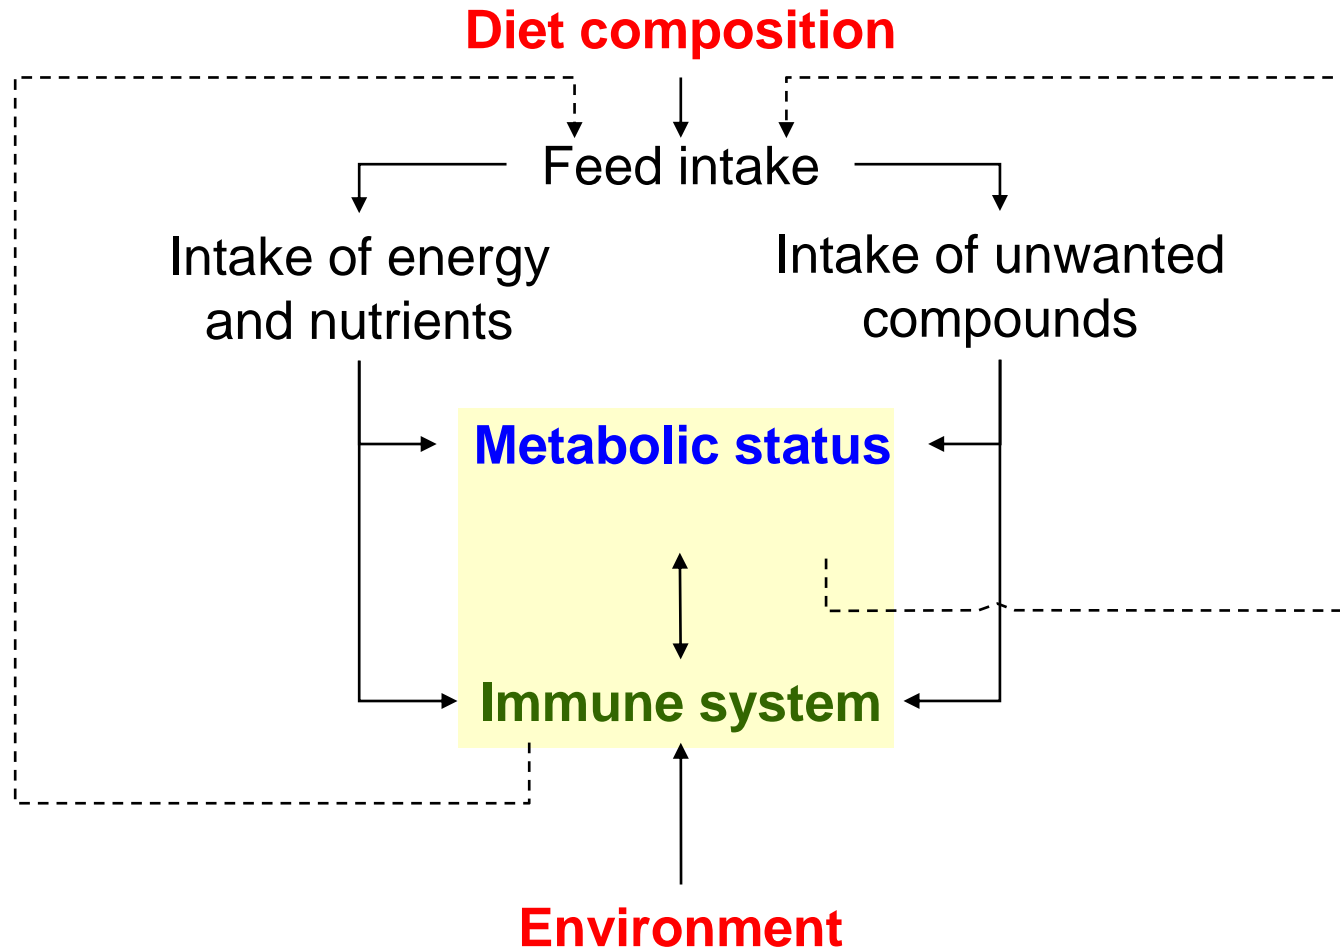 Diet composition
Feed intake
Intake of energy
and nutrients
Intake of unwanted
compounds
Metabolic status
Immune system
Environment